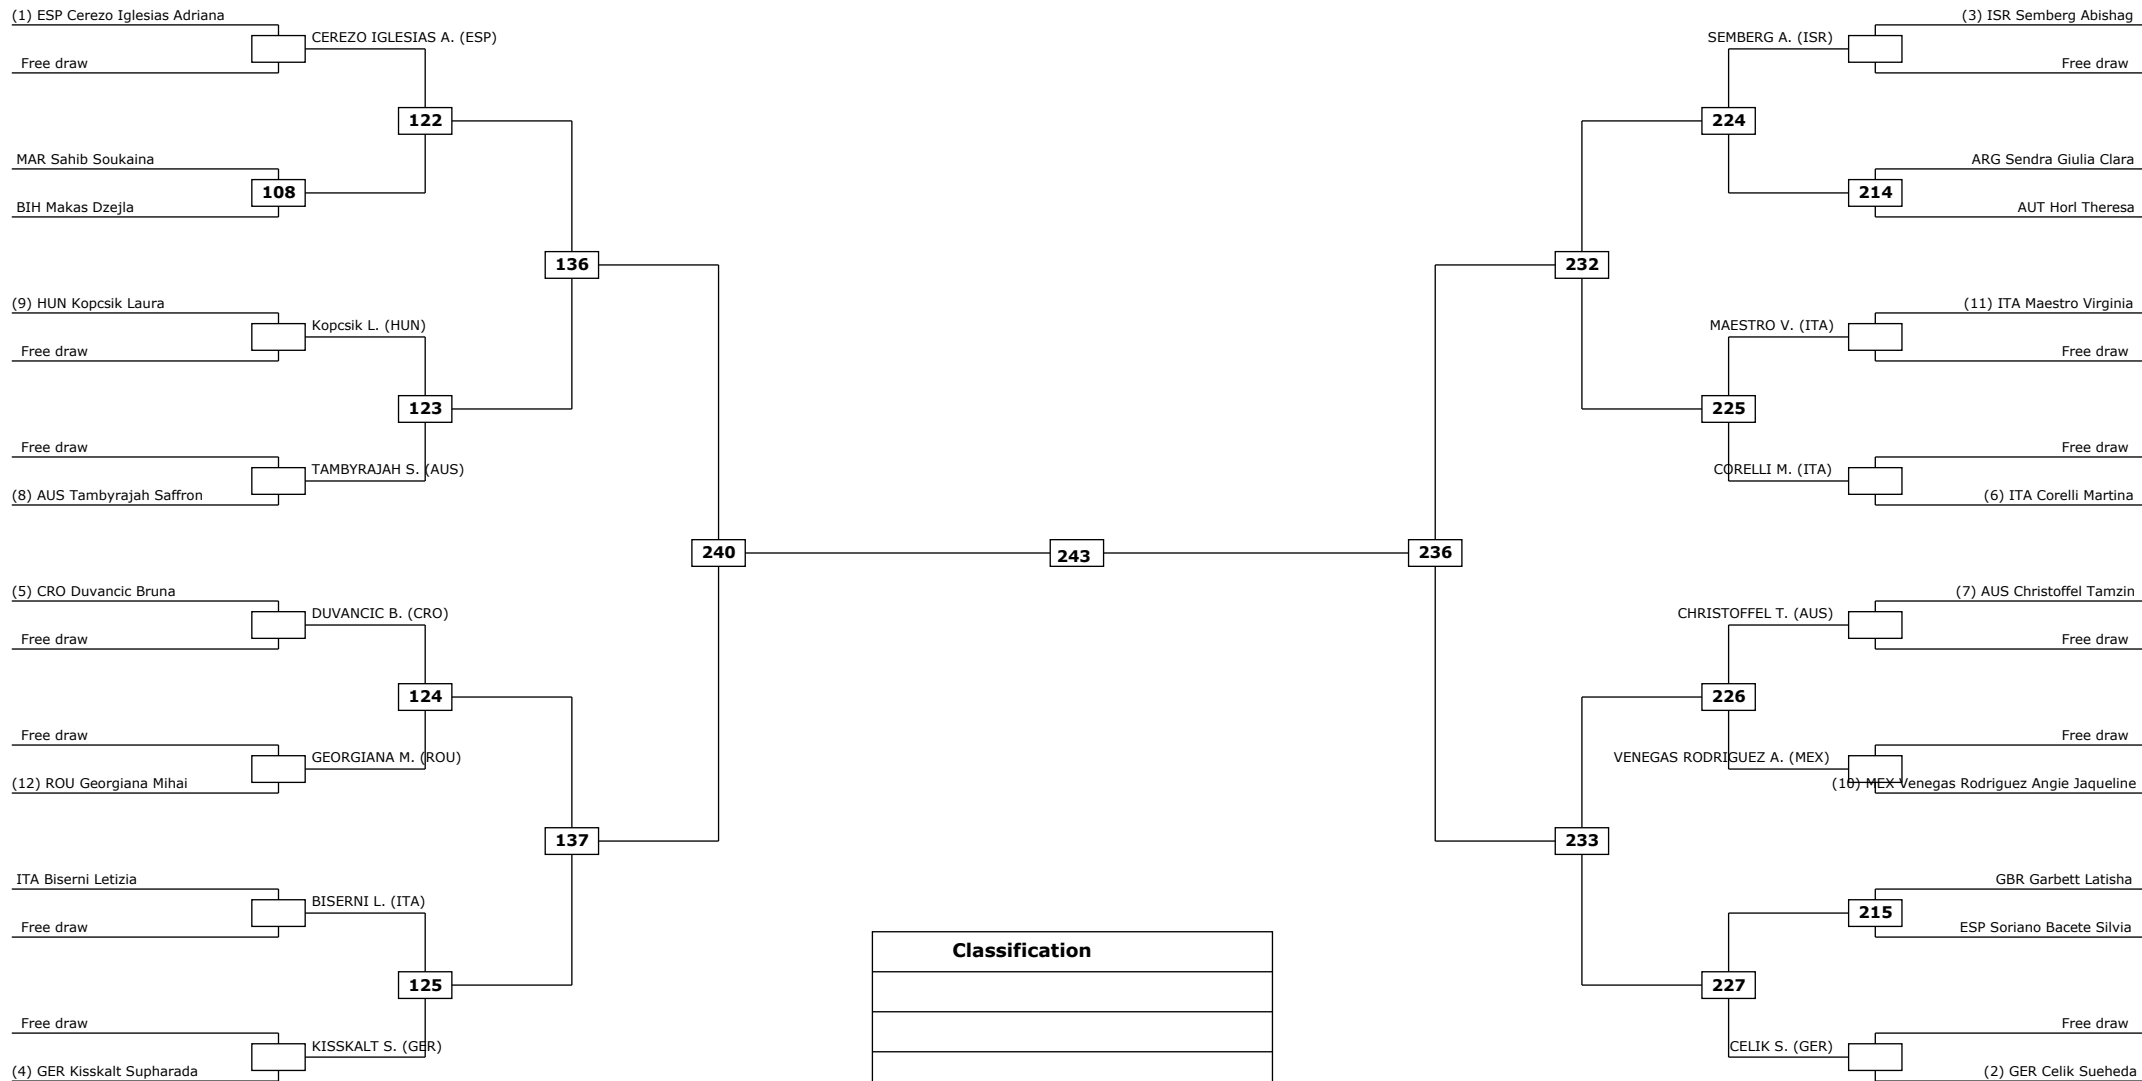 (1) ESP Cerezo Iglesias Adriana
CEREZO IGLESIAS A. (ESP)
Free draw
122
MAR Sahib Soukaina
108
BIH Makas Dzejla
136
(9) HUN Kopcsik Laura
Kopcsik L. (HUN)
Free draw
123
Free draw
TAMBYRAJAH S. (AUS)
(8) AUS Tambyrajah Saffron
240
(5) CRO Duvancic Bruna
DUVANCIC B. (CRO)
Free draw
124
Free draw
GEORGIANA M. (ROU)
(12) ROU Georgiana Mihai
137
ITA Biserni Letizia
BISERNI L. (ITA)
Free draw
125
Free draw
KISSKALT S. (GER)
(4) GER Kisskalt Supharada
243
Classification
(3) ISR Semberg Abishag
SEMBERG A. (ISR)
Free draw
224
ARG Sendra Giulia Clara
214
AUT Horl Theresa
232
(11) ITA Maestro Virginia
MAESTRO V. (ITA)
Free draw
225
Free draw
CORELLI M. (ITA)
(6) ITA Corelli Martina
236
(7) AUS Christoffel Tamzin
CHRISTOFFEL T. (AUS)
Free draw
226
Free draw
VENEGAS RODRIGUEZ A. (MEX)
(10) MEX Venegas Rodriguez Angie Jaqueline
233
GBR Garbett Latisha
215
ESP Soriano Bacete Silvia
227
Free draw
CELIK S. (GER)
(2) GER Celik Sueheda